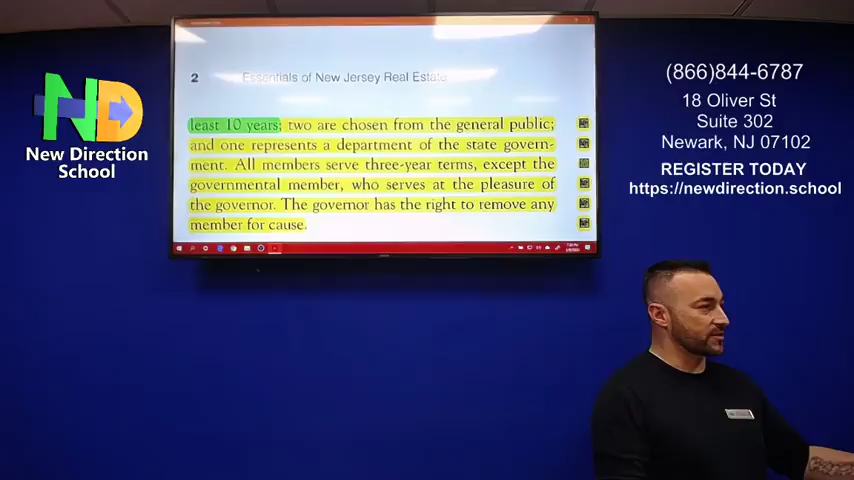 ND
New Direction
School
2 Essentials of New Jersey Real Estate
least 10 years; two are chosen from the general public;
and one represents a department of the state govern-
ment. All members serve three-year terms, except the
governmental member, who serves at the pleasure of
the governor. The governor has the right to remove any
member for cause.
(866)844-6787
18 Oliver St
Suite 302
Newark, NJ 07102
REGISTER TODAY
https://newdirection.school